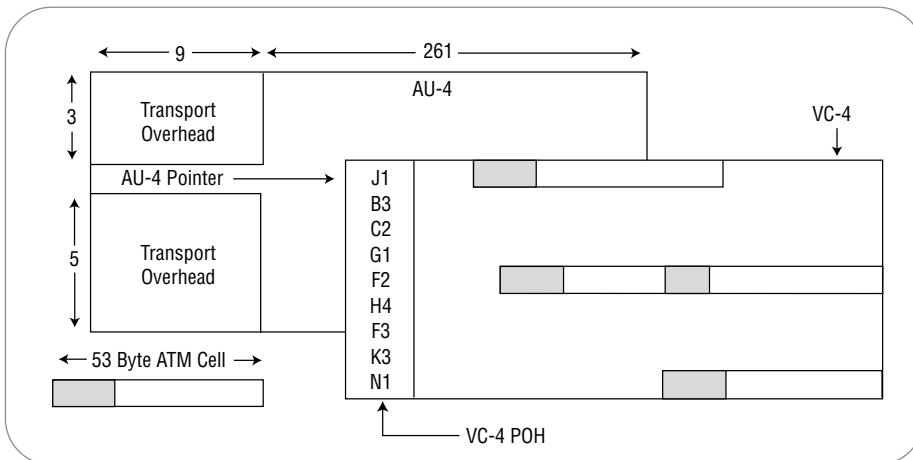 9
261
AU-4
3
Transport
Overhead
VC-4
AU-4 Pointer
J1
B3
C2
G1
F2
H4
F3
K3
N1
5
Transport
Overhead
53 Byte ATM Cell
VC-4 POH